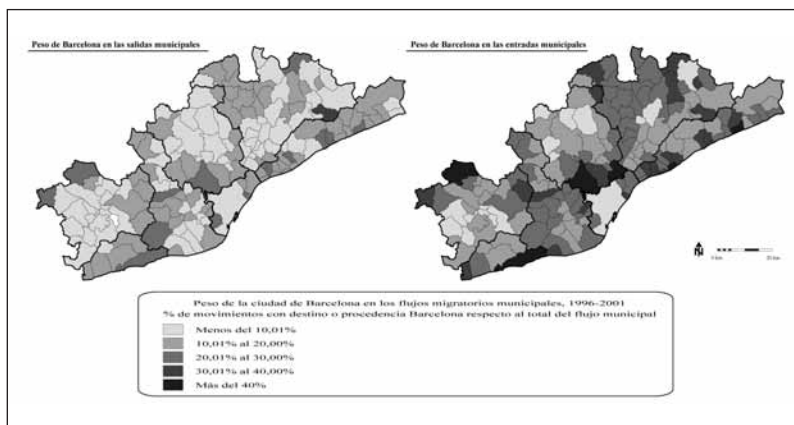 Peso de Barcelona en las salidas municipales
Peso de Barcelona en las entradas municipales
N
0 km
Peso de la ciudad de Barcelona en los flujos migratorios municipales, 1996-2001
% de movimientos con destino o procedencia Barcelona respecto al total del flujo municipal
Menos del 10,01%
10,01% al 20,00%
20,01% al 30,00%
30,01% al 40,00%
Más del 40%